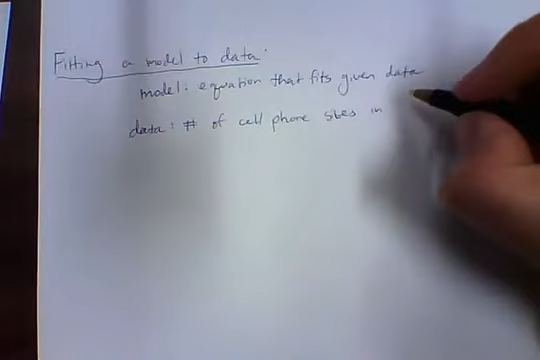 Fitting a model to data:
model: equation that fits given data
data: # of cell phone sites in